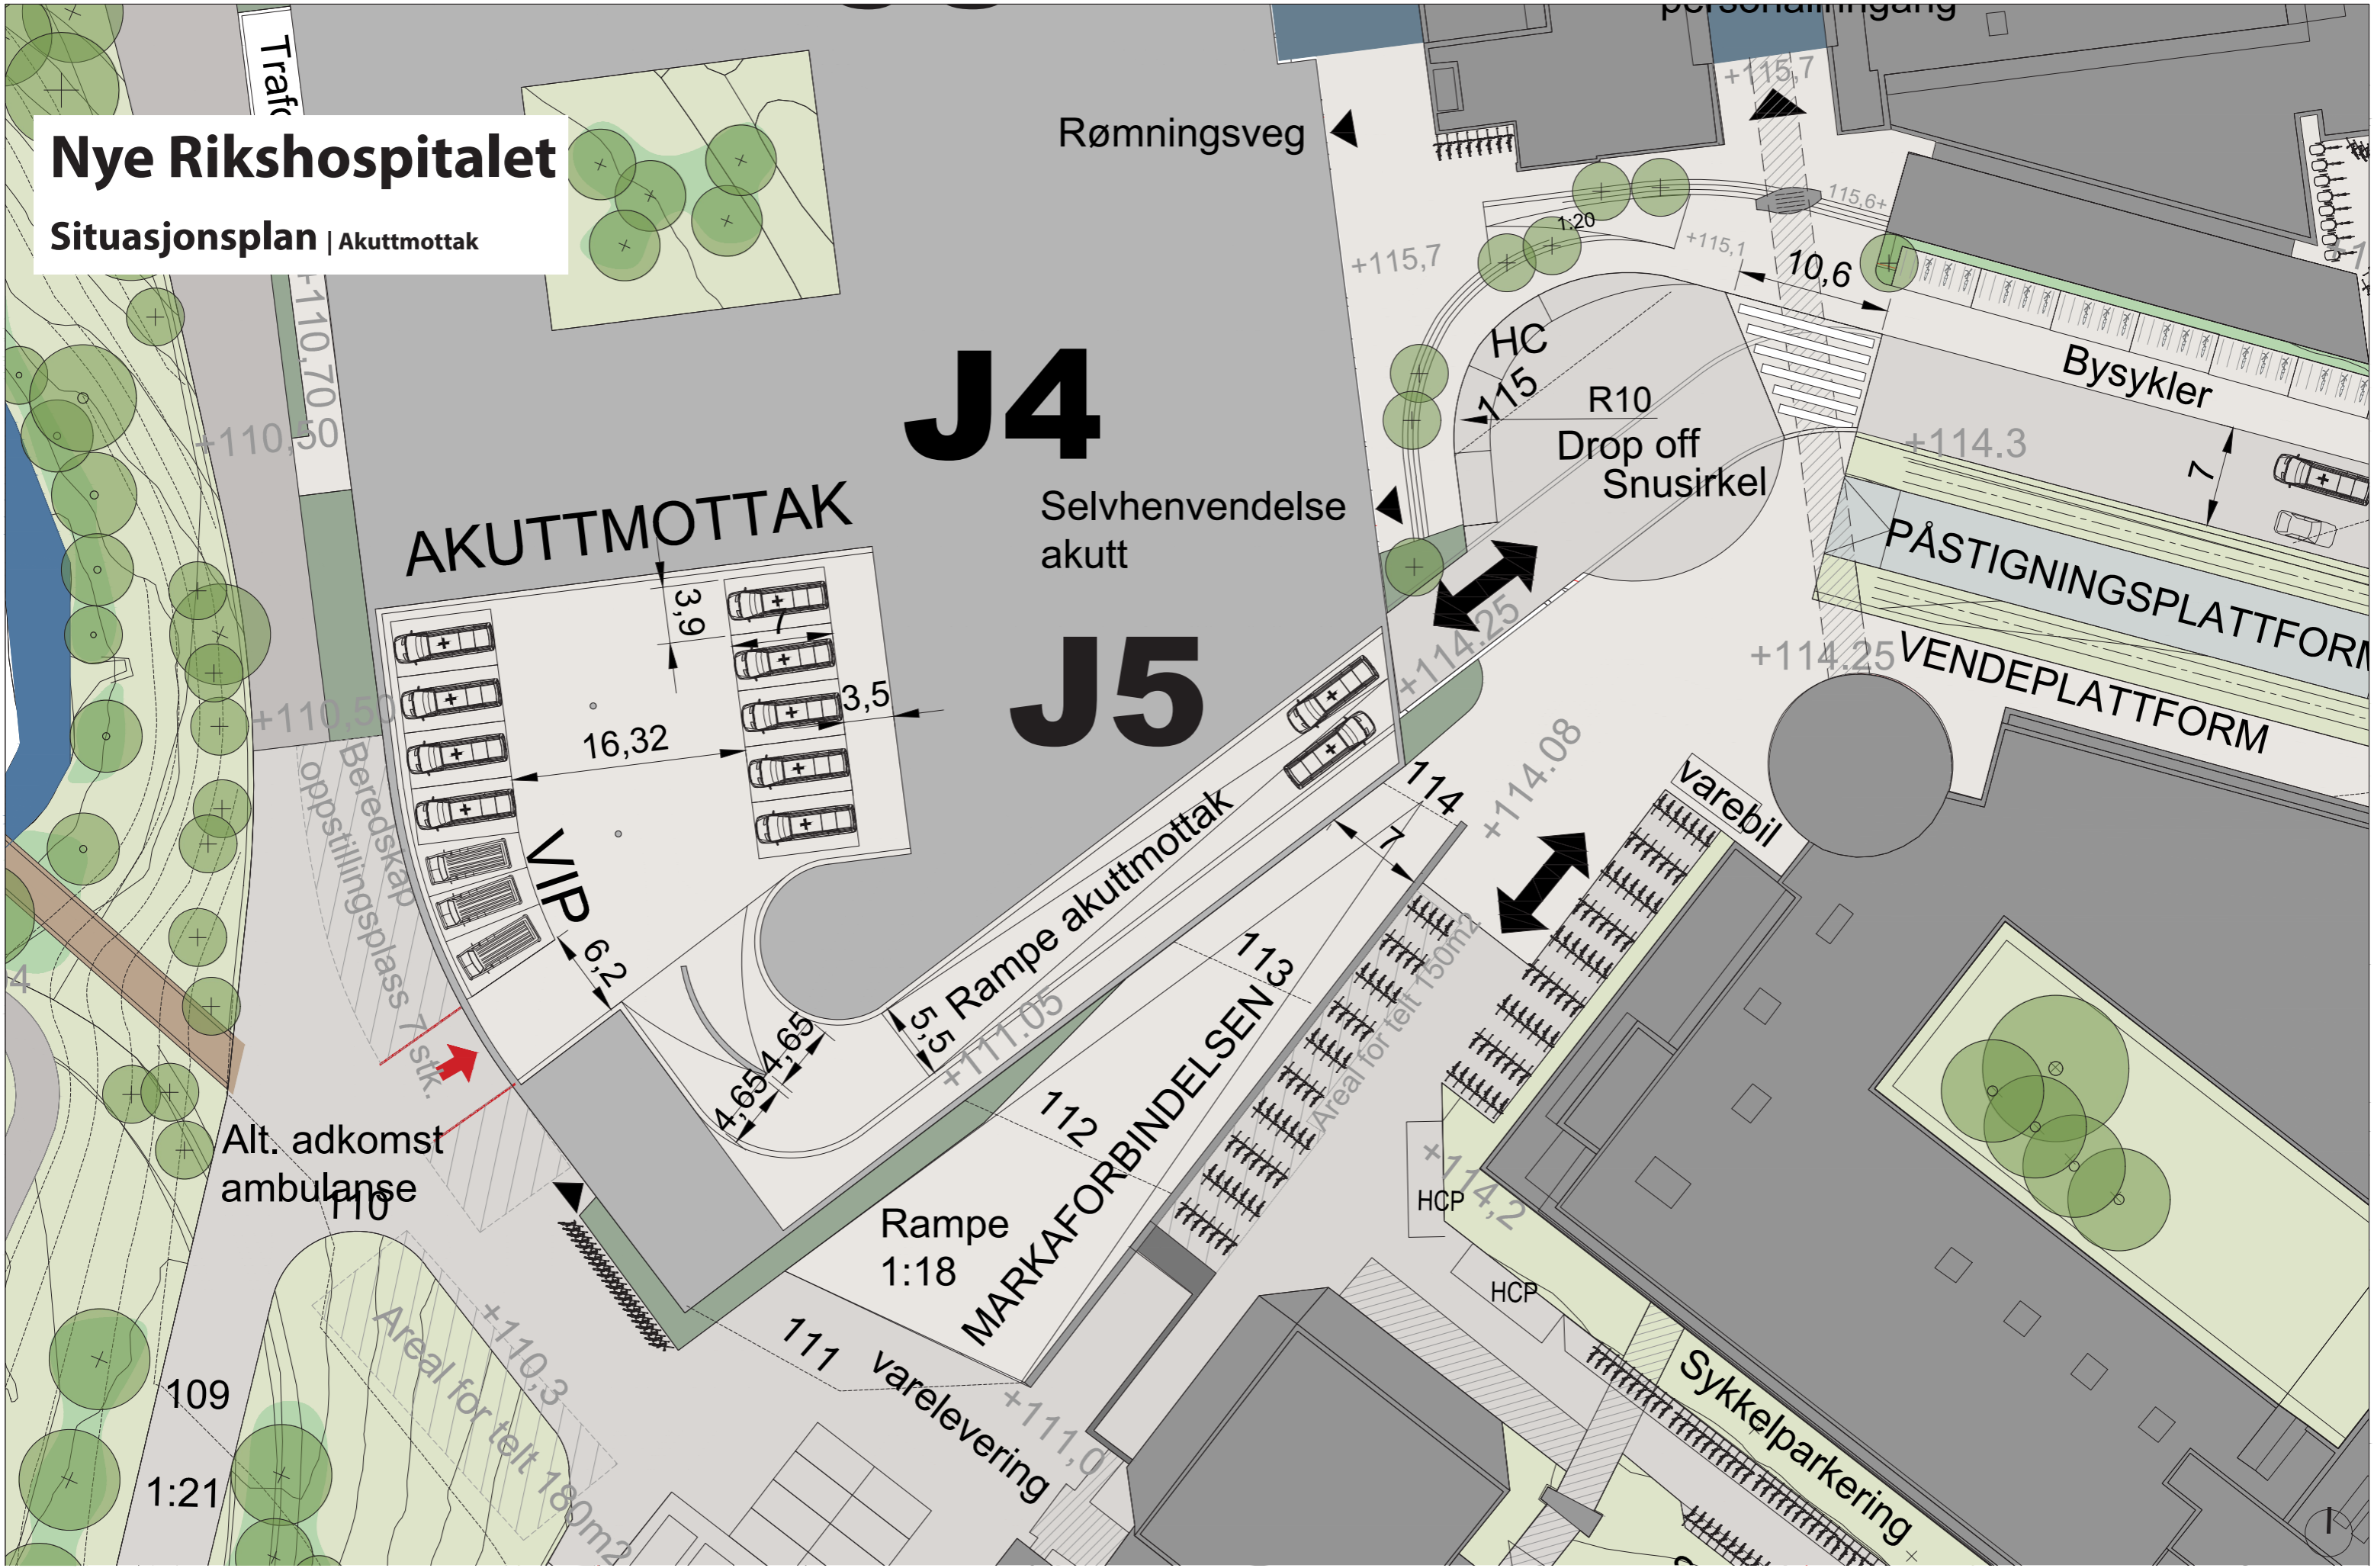 personalinngang
Trafo
+115,7
Nye Rikshospitalet
Situasjonsplan | Akuttmottak
Rømningsveg
115,6+
1:20
+115,1
+115,7
10,6
+110,70
HC
115
R10
Bysykler
J4
+110,50
Drop off
Snusirkel
+114.3
7
AKUTTMOTTAK
Selvhenvendelse
akutt
PÅSTIGNINGSPLATTFORM
3,9
7
+114.25
+114.25
VENDEPLATTFORM
J5
3,5
+110,50
16,32
Beredskap
oppstillingsplass 7 stk.
114
+114.08
varebil
7
VIP
Rampe akuttmottak
6,2
113
4
5,5
+111.05
4,65
4,65
Areal for telt 150m2
112
MARKAFORBINDELSEN
Alt. adkomst
ambulanse
110
+114,2
HCP
Rampe
1:18
HCP
111
varelevering
+110,3
Areal for telt 180m2
109
+111,0
Sykkelparkering
1:21